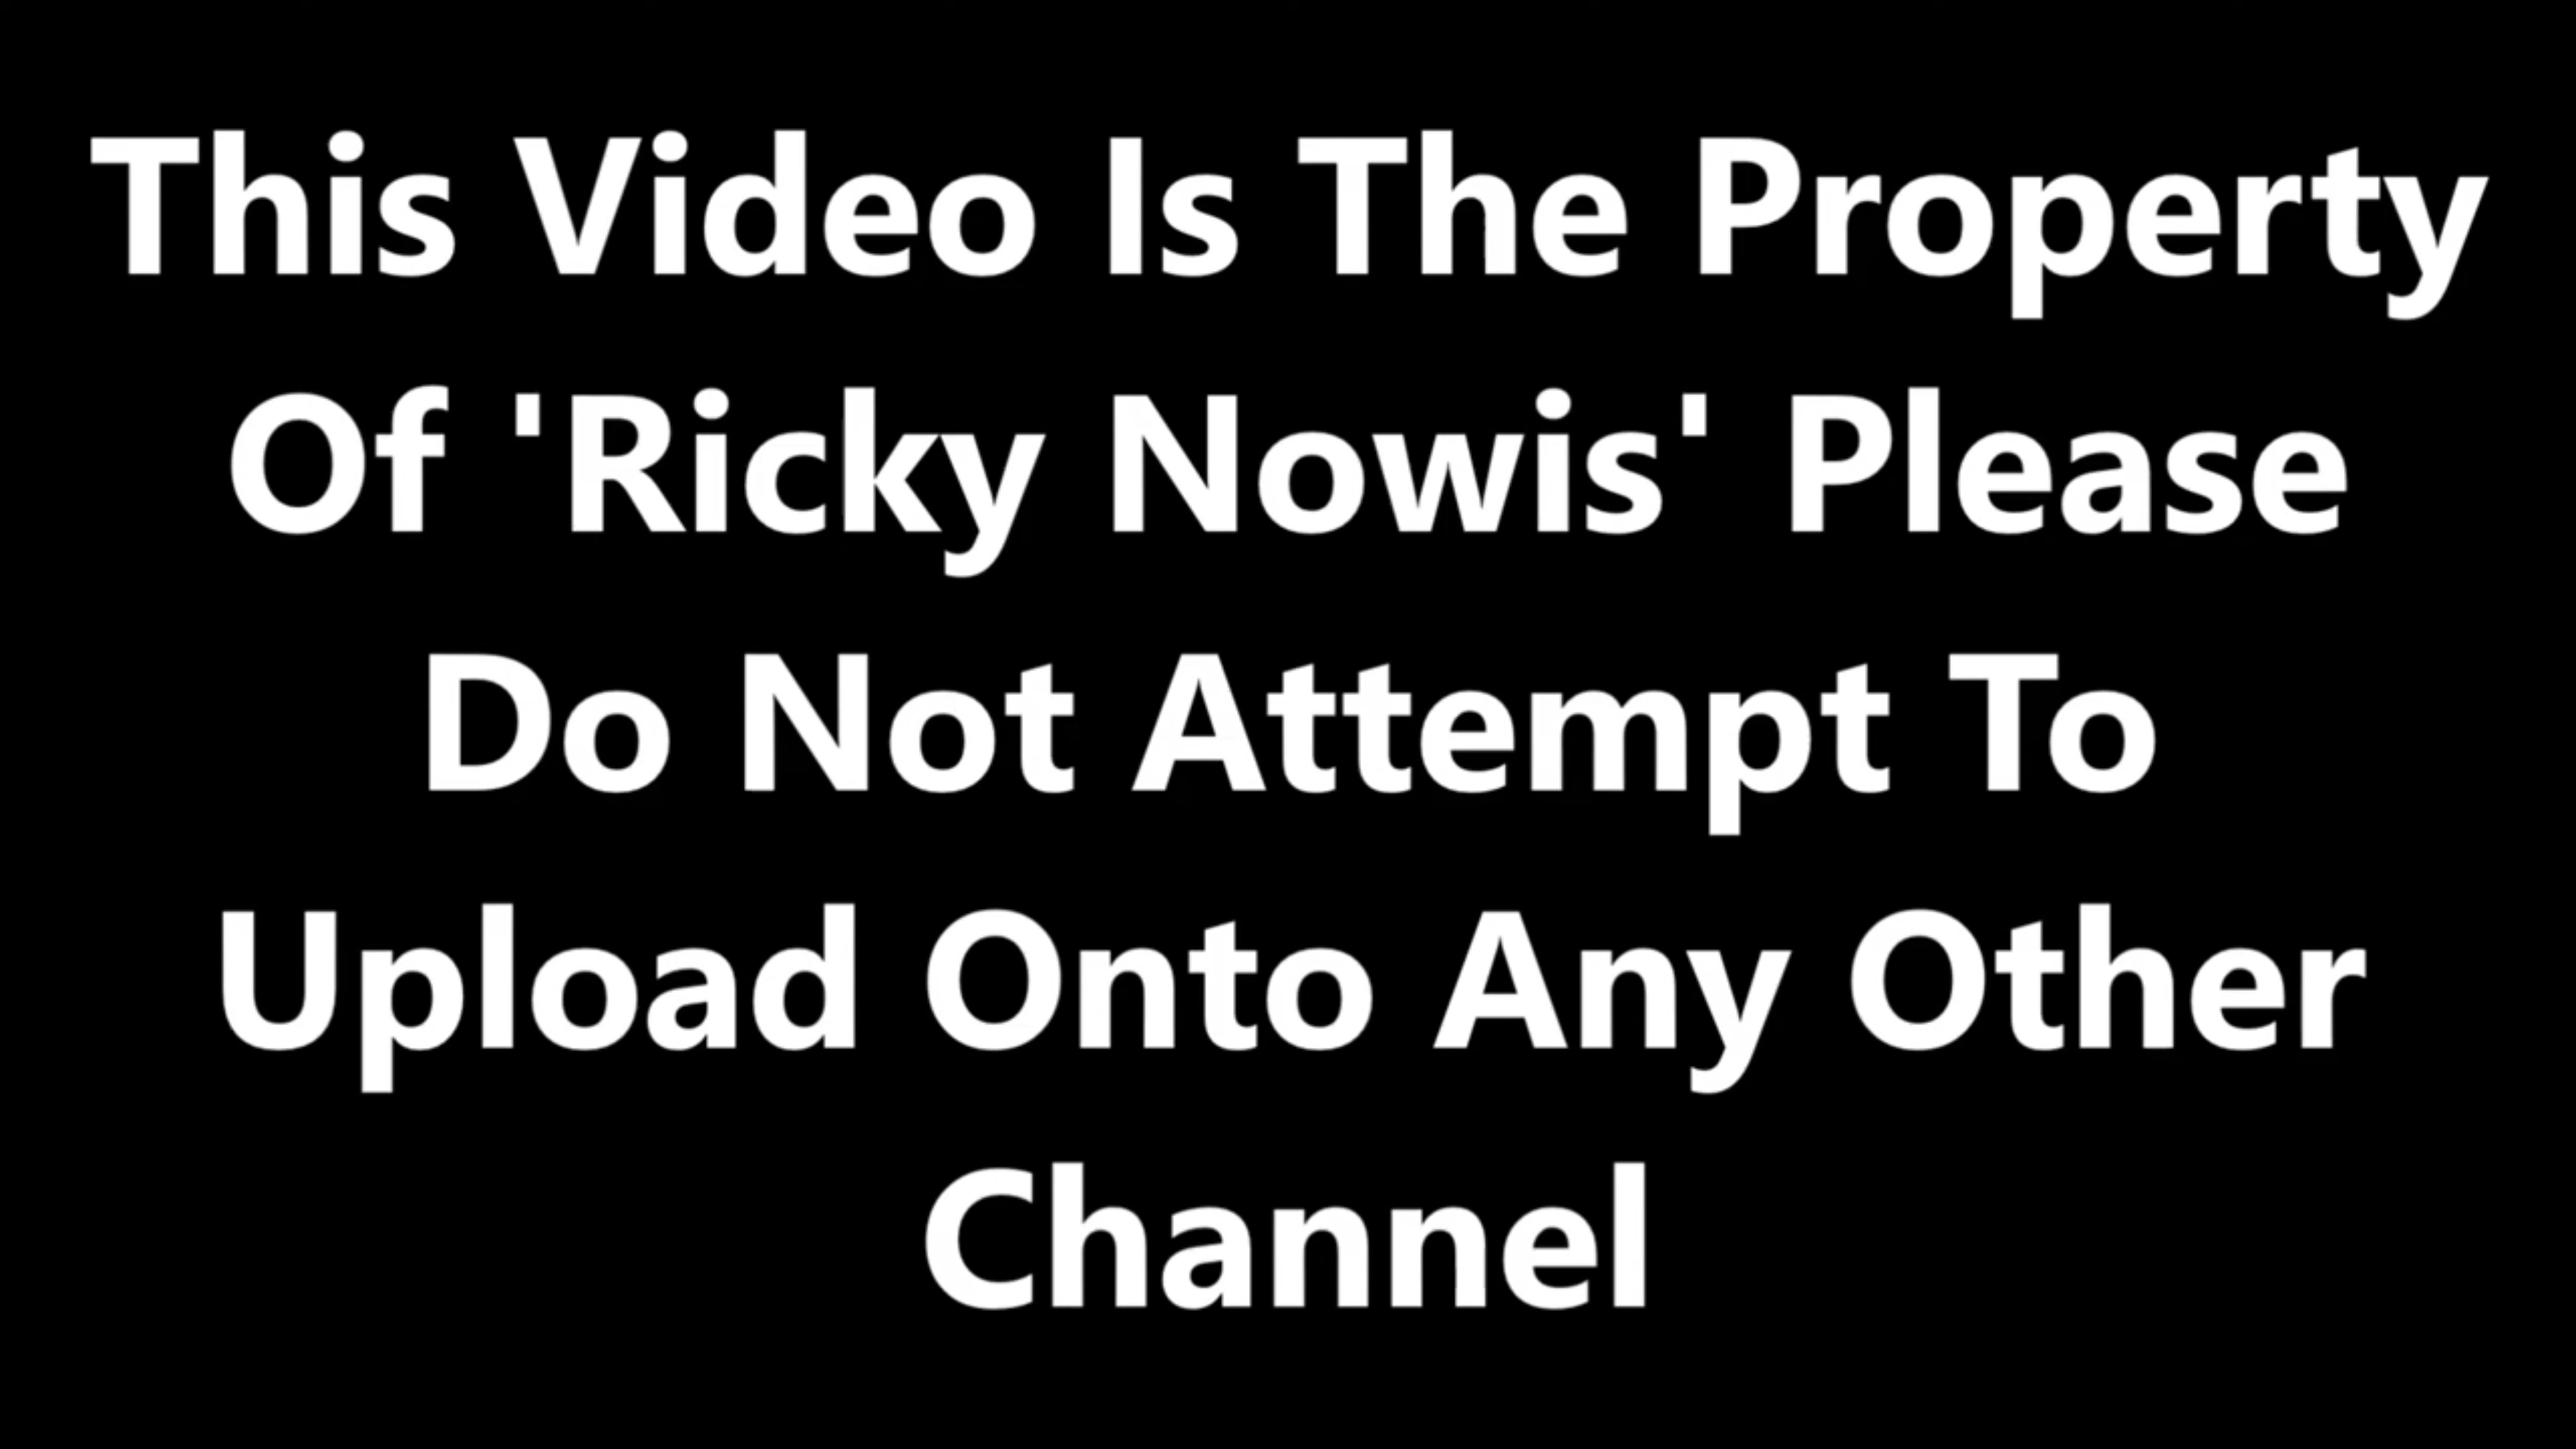 This Video Is The Property
Of 'Ricky Nowis' Please
Do Not Attempt To
Upload Onto Any Other
Channel